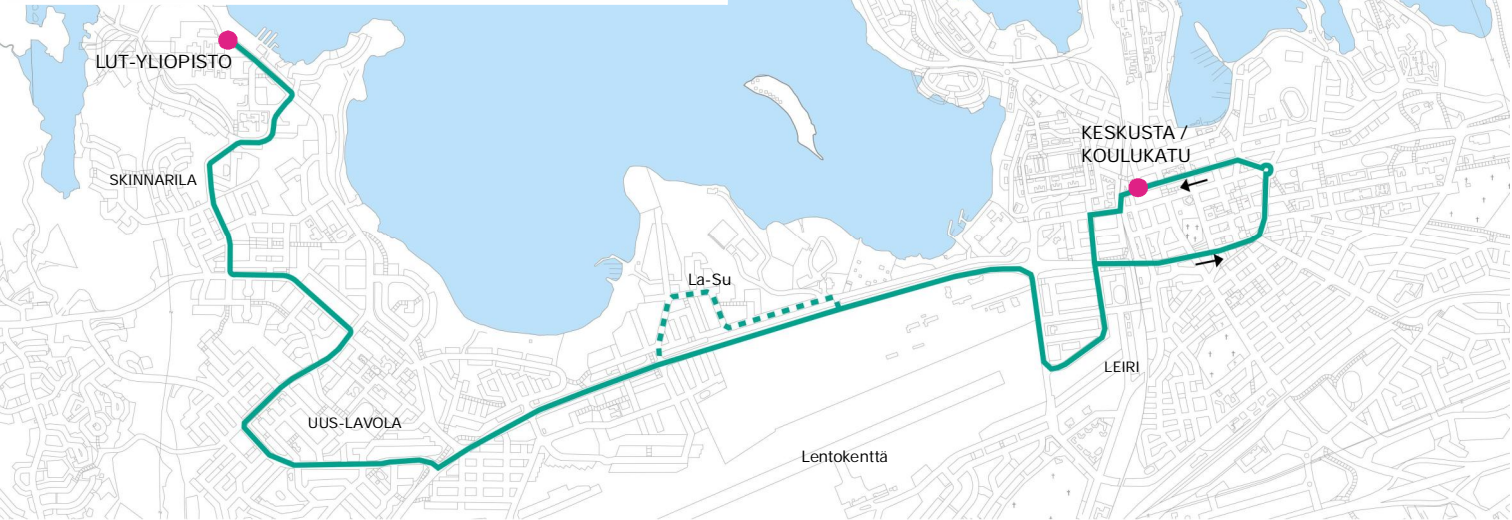 LUT-YLIOPISTO
KESKUSTA /
KOULUKATU
SKINNARILA
La-Su
LEIRI
UUS-LAVOLA
Lentokenttä